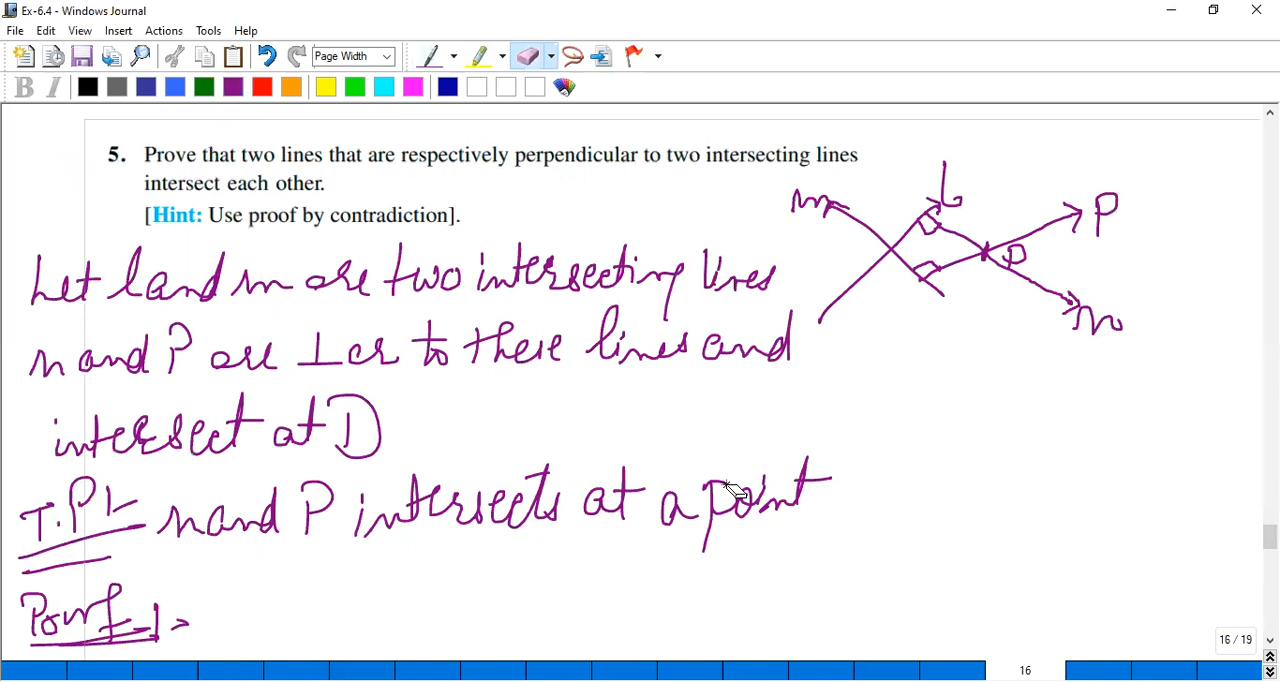 Ex-6.4 - Windows Journal
File Edit View Insert Actions Tools Help
Page Width
B I
5. Prove that two lines that are respectively perpendicular to two intersecting lines
intersect each other.
[Hint: Use proof by contradiction].
m l P
D
n
Let l and m are two intersecting lines
n and P are ⊥cr to these lines and
intersect at D
T.P:- n and P intersects at a point
Pourf :-
16 / 19
16